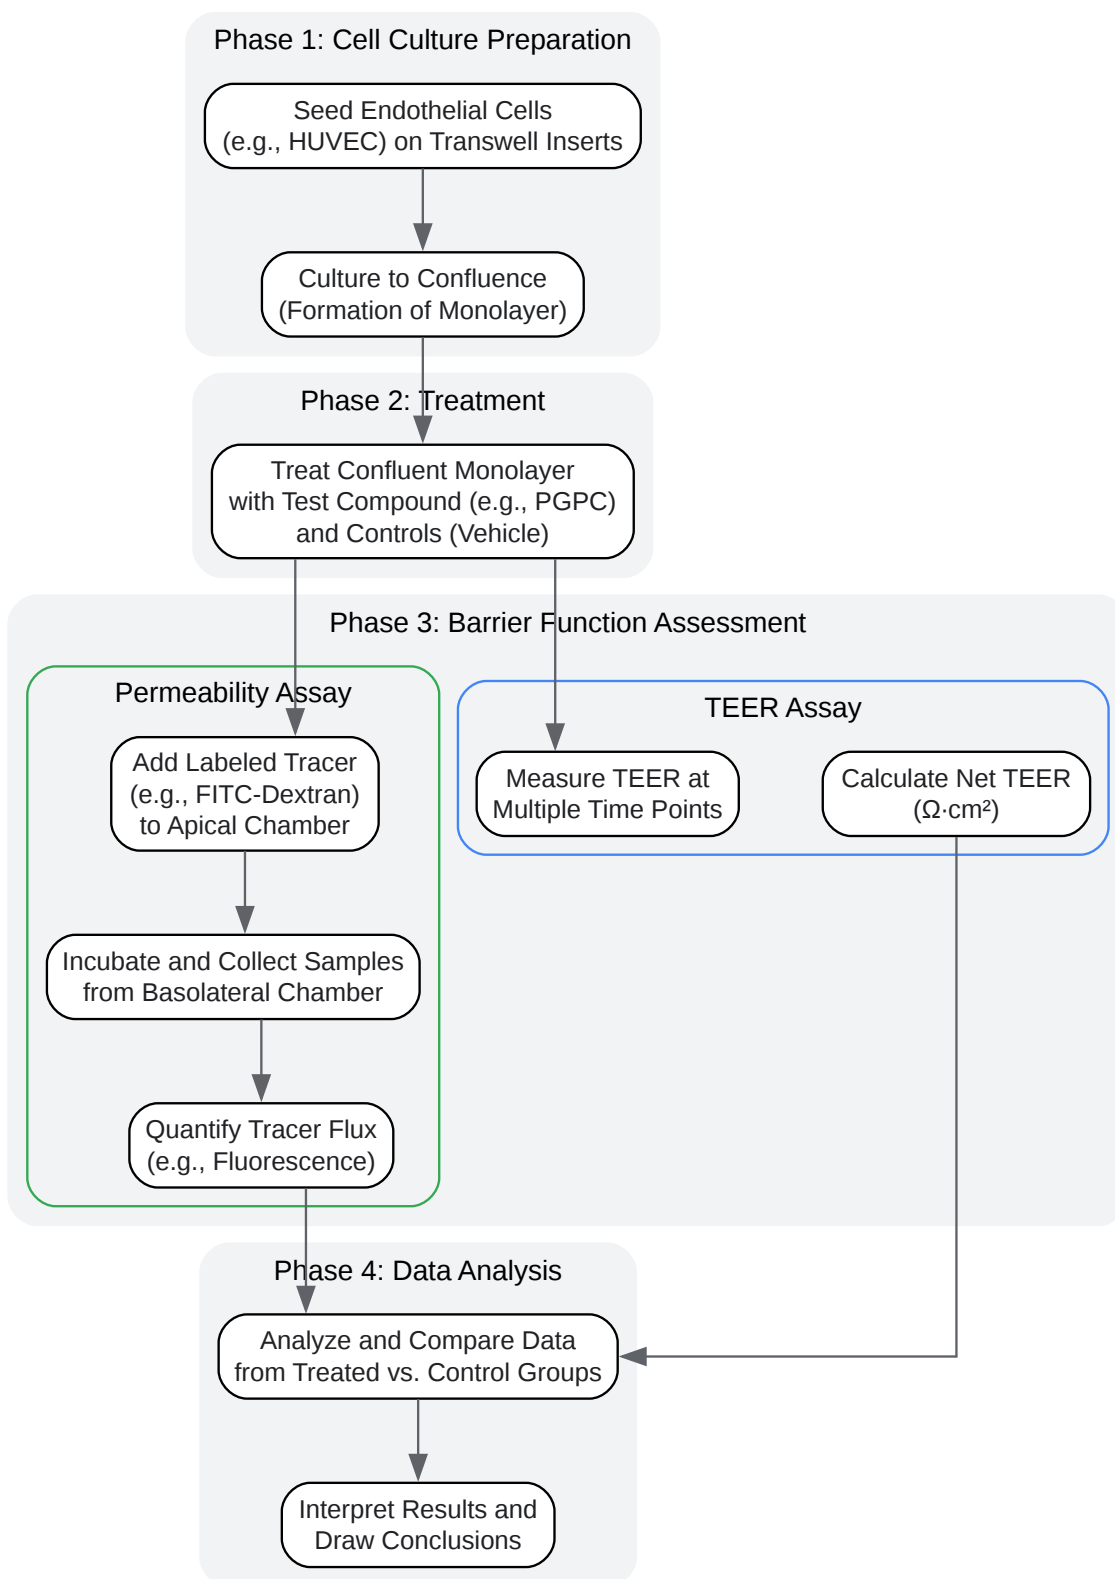 Phase 1: Cell Culture Preparation
Seed Endothelial Cells
(e.g., HUVEC) on Transwell Inserts
Culture to Confluence
(Formation of Monolayer)
Phase 2: Treatment
Treat Confluent Monolayer
with Test Compound (e.g., PGPC)
and Controls (Vehicle)
Phase 3: Barrier Function Assessment
Permeability Assay
Add Labeled Tracer
(e.g., FITC-Dextran)
to Apical Chamber
Incubate and Collect Samples
from Basolateral Chamber
Quantify Tracer Flux
(e.g., Fluorescence)
TEER Assay
Measure TEER at
Multiple Time Points
Calculate Net TEER
(Ω·cm²)
Phase 4: Data Analysis
Analyze and Compare Data
from Treated vs. Control Groups
Interpret Results and
Draw Conclusions